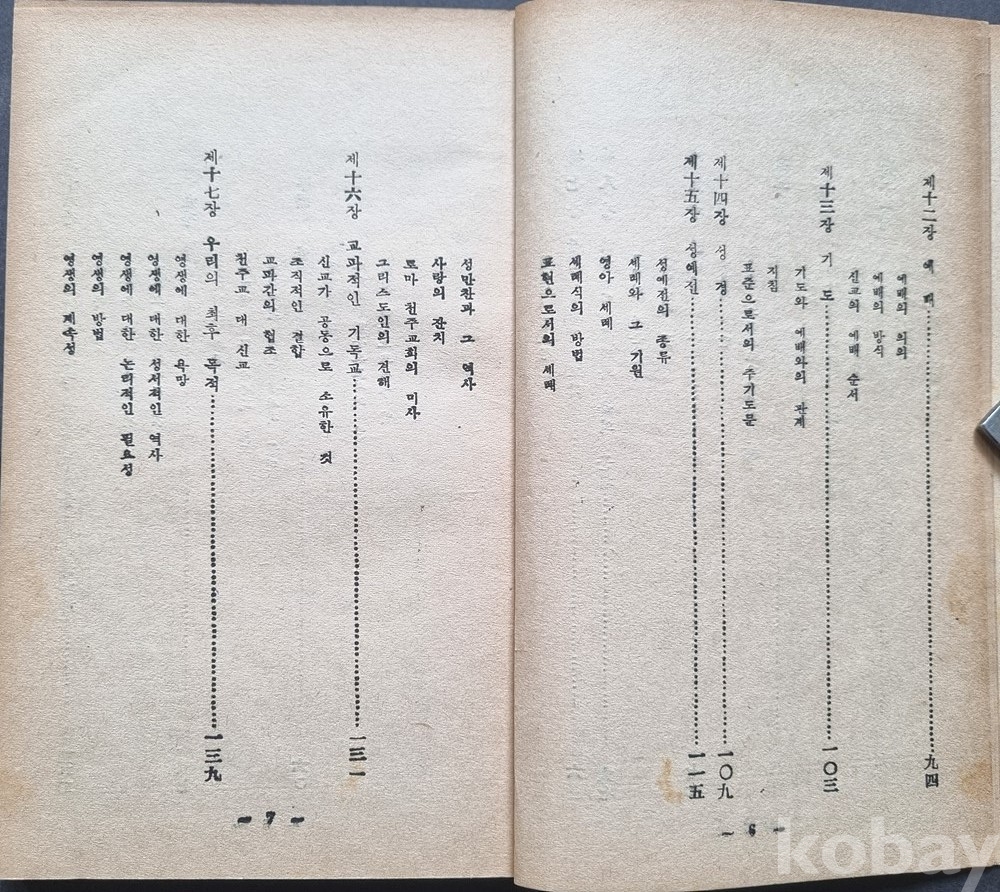 제十二장 예 배 九四
예배의 의의
예배의 방식
신교의 예배 순서
제十三장 기 도 一〇三
기도와 예배와의 관계
지침
표준으로서의 주기도문
제十四장 성 경 一〇九
제十五장 성예전 一一五
성예전의 종류
세례와 그 기원
영아 세례
세례식의 방법
표현으로서의 세례
- 6 -
성만찬과 그 역사
사랑의 잔치
로마 천주교회의 미사
그리스도인의 견해
제十六장 교파적인 기독교 一三一
신교가 공동으로 소유한 것
조직적인 결합
교파간의 협조
천주교 대 신교
제十七장 우리의 최후 목적 一三九
영생에 대한 욕망
영생에 대한 성서적인 역사
영생에 대한 논리적인 필요성
영생의 방법
영생의 계속성
- 7 -
kobay